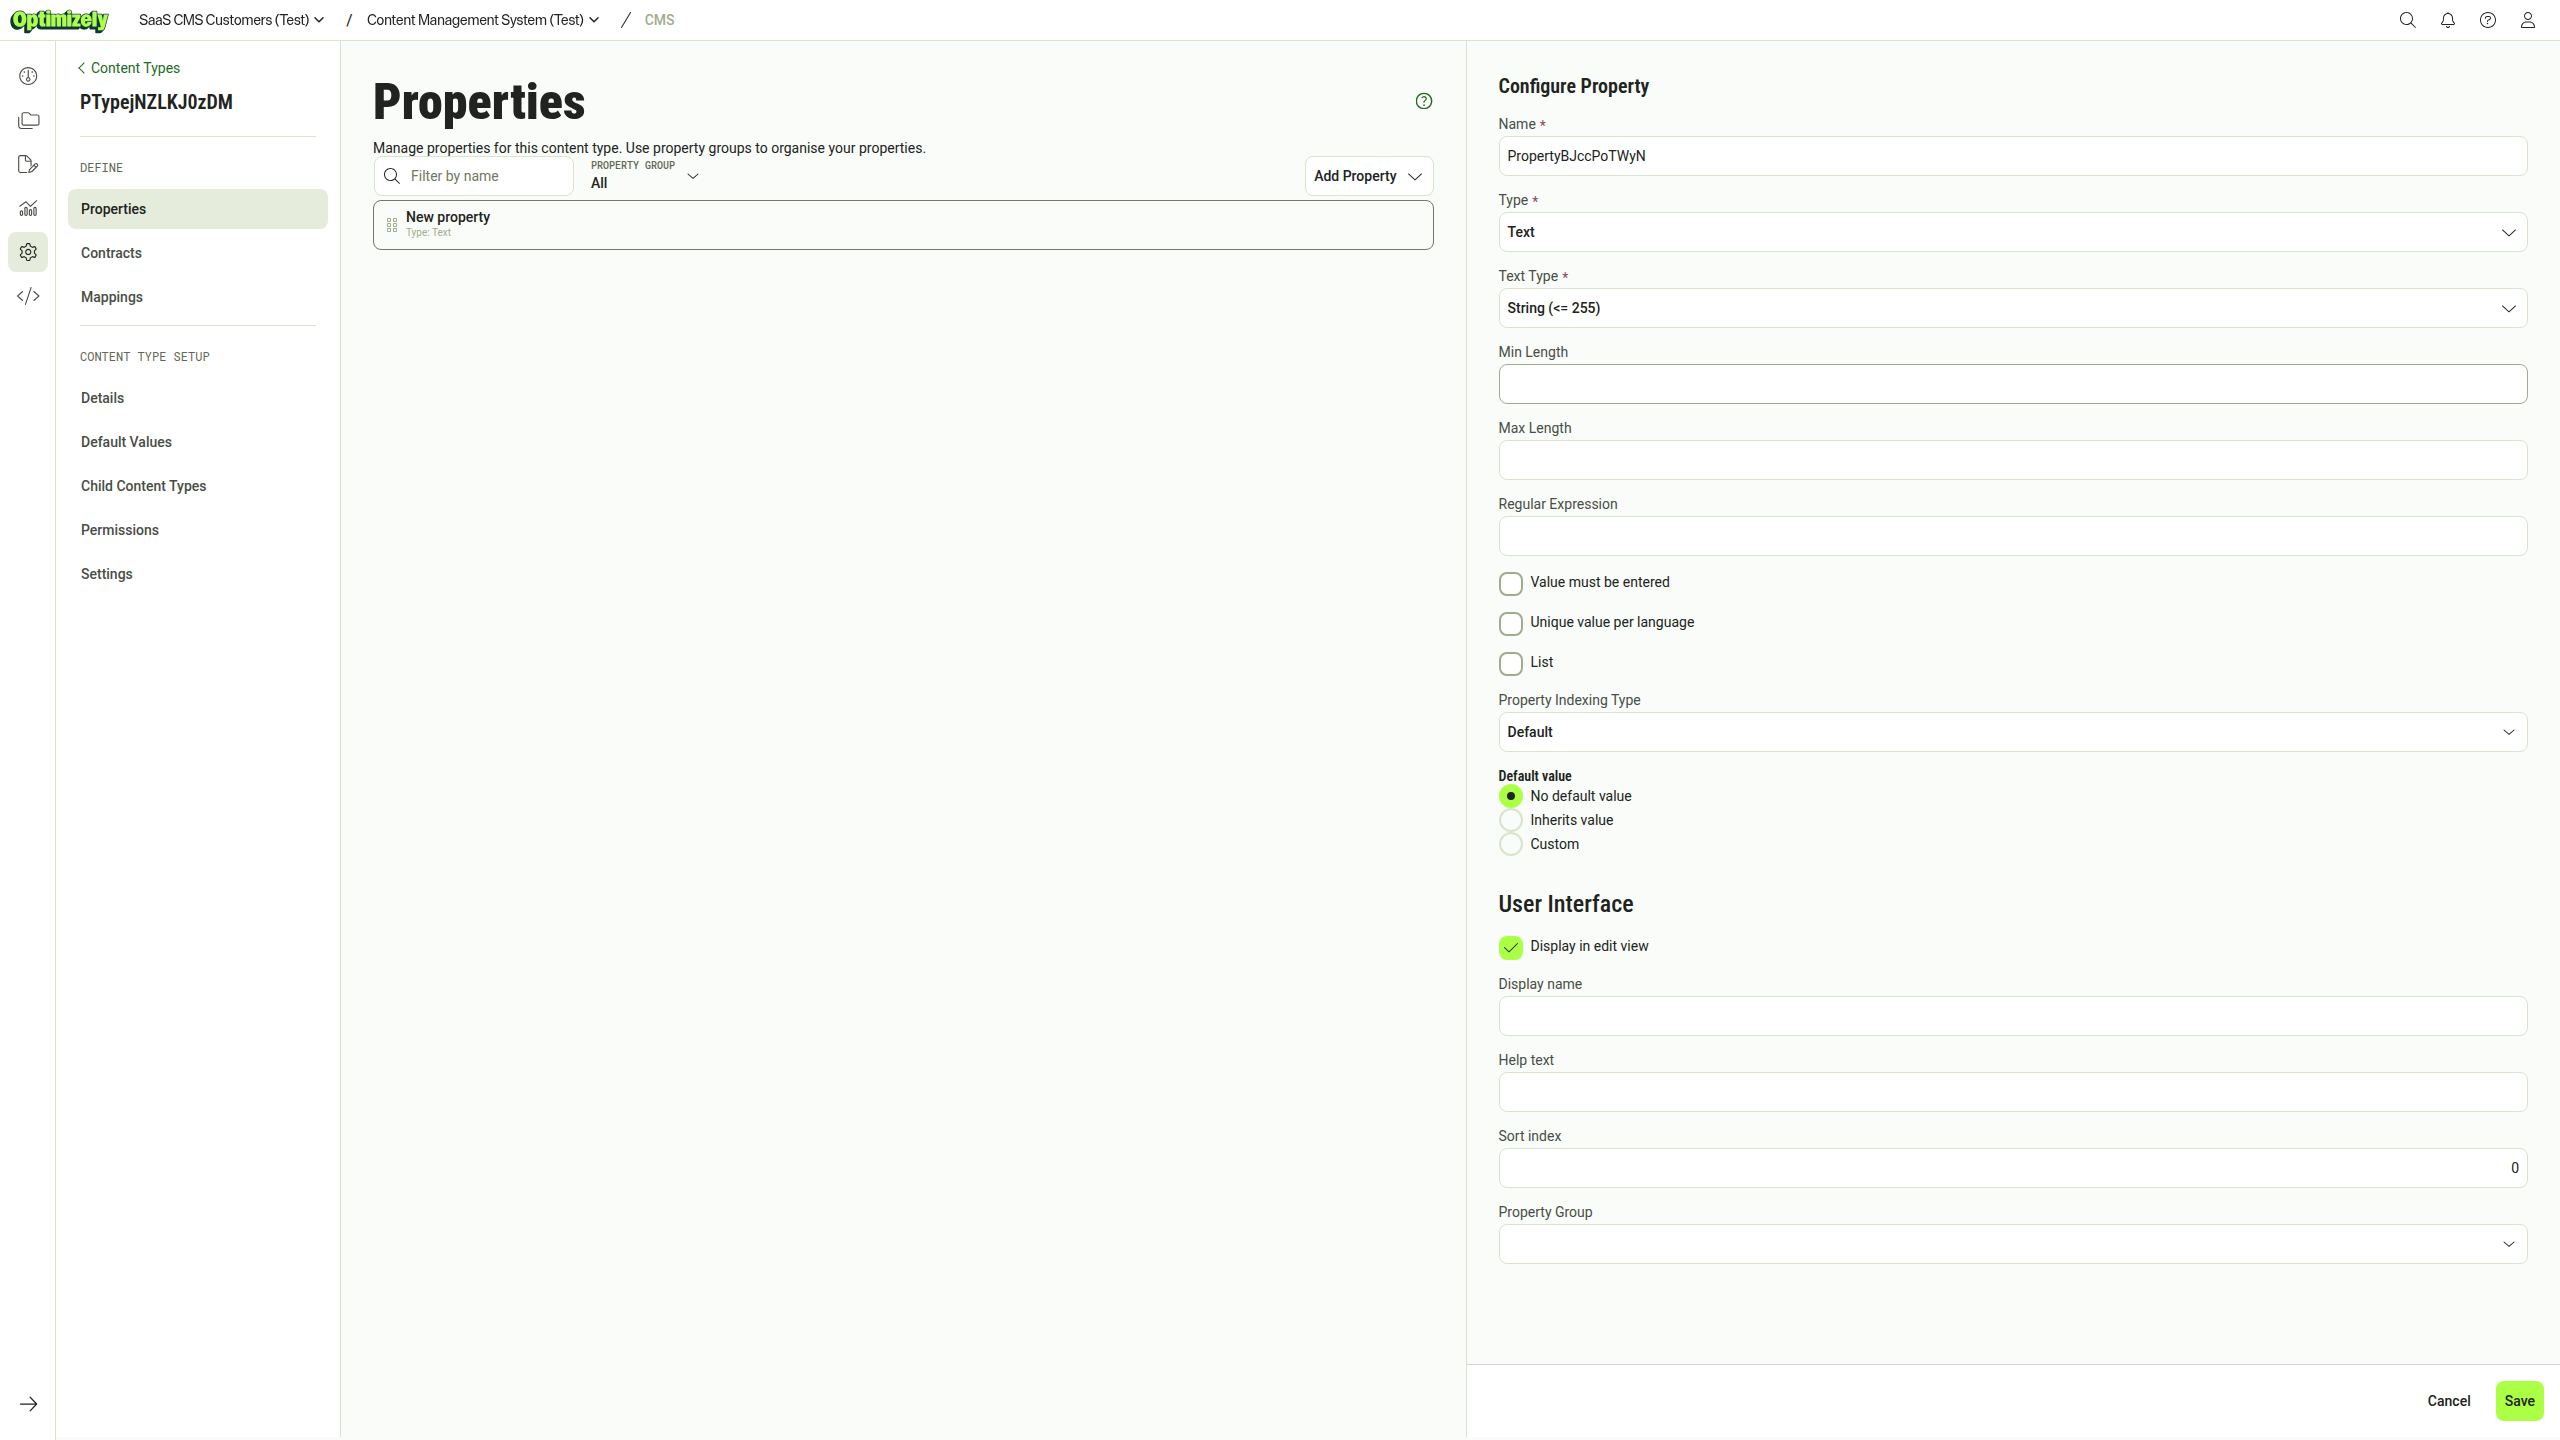 Optimizely
SaaS CMS Customers (Test) / Content Management System (Test) / CMS
Content Types
PTypejNZLKJ0zDM
DEFINE
Properties
Contracts
Mappings
CONTENT TYPE SETUP
Details
Default Values
Child Content Types
Permissions
Settings
Properties
Manage properties for this content type. Use property groups to organise your properties.
Filter by name
PROPERTY GROUP
All
Add Property
New property
Type: Text
Configure Property
Name *
PropertyBJccPoTWyN
Type *
Text
Text Type *
String (<= 255)
Min Length
Max Length
Regular Expression
Value must be entered
Unique value per language
List
Property Indexing Type
Default
Default value
No default value
Inherits value
Custom
User Interface
Display in edit view
Display name
Help text
Sort index
0
Property Group
Cancel
Save